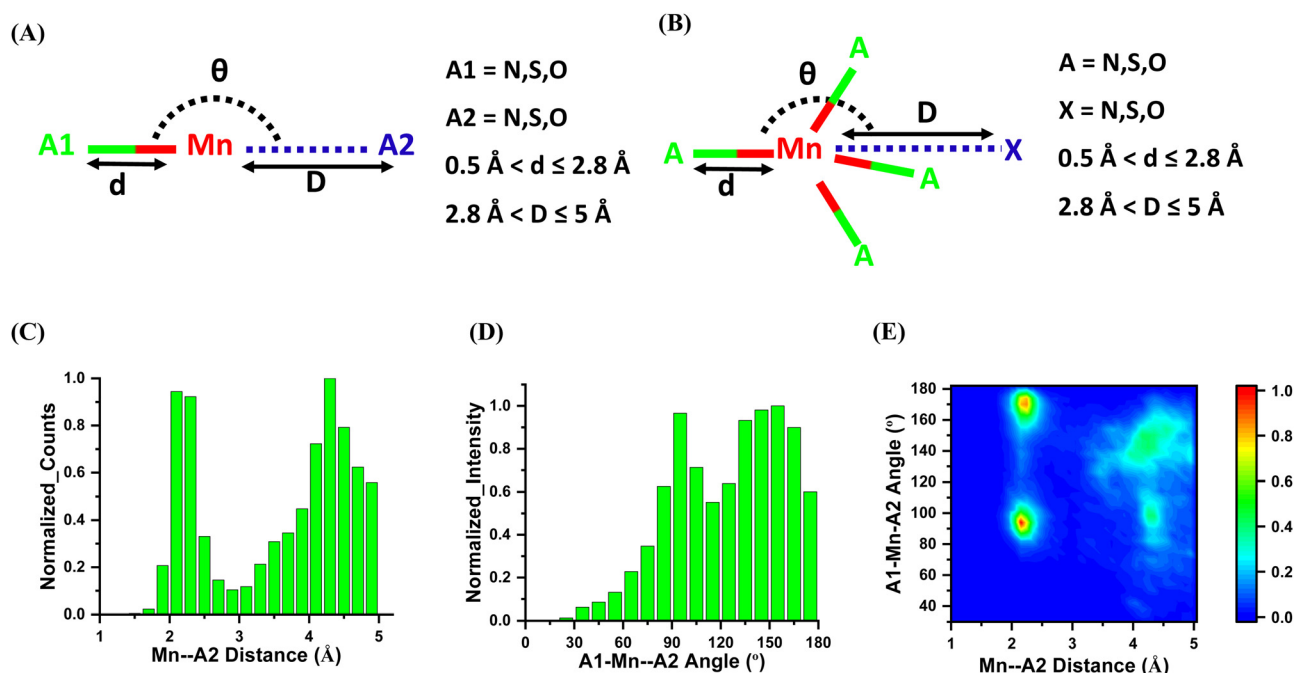 (A)
θ
A1
Mn
A2
d
D
A1 = N,S,O
A2 = N,S,O
0.5 Å < d ≤ 2.8 Å
2.8 Å < D ≤ 5 Å
(B)
A
θ
D
A
Mn
X
d
A
A
A = N,S,O
X = N,S,O
0.5 Å < d ≤ 2.8 Å
2.8 Å < D ≤ 5 Å
(C)
Normalized_Counts
1.0
0.8
0.6
0.4
0.2
0.0
1 2 3 4 5
Mn--A2 Distance (Å)
(D)
Normalized_Intensity
1.0
0.8
0.6
0.4
0.2
0.0
0 30 60 90 120 150 180
A1-Mn--A2 Angle (º)
(E)
A1-Mn-A2 Angle (º)
180
160
140
120
100
80
60
40
1 2 3 4 5
Mn--A2 Distance (Å)
1.0
0.8
0.6
0.4
0.2
0.0